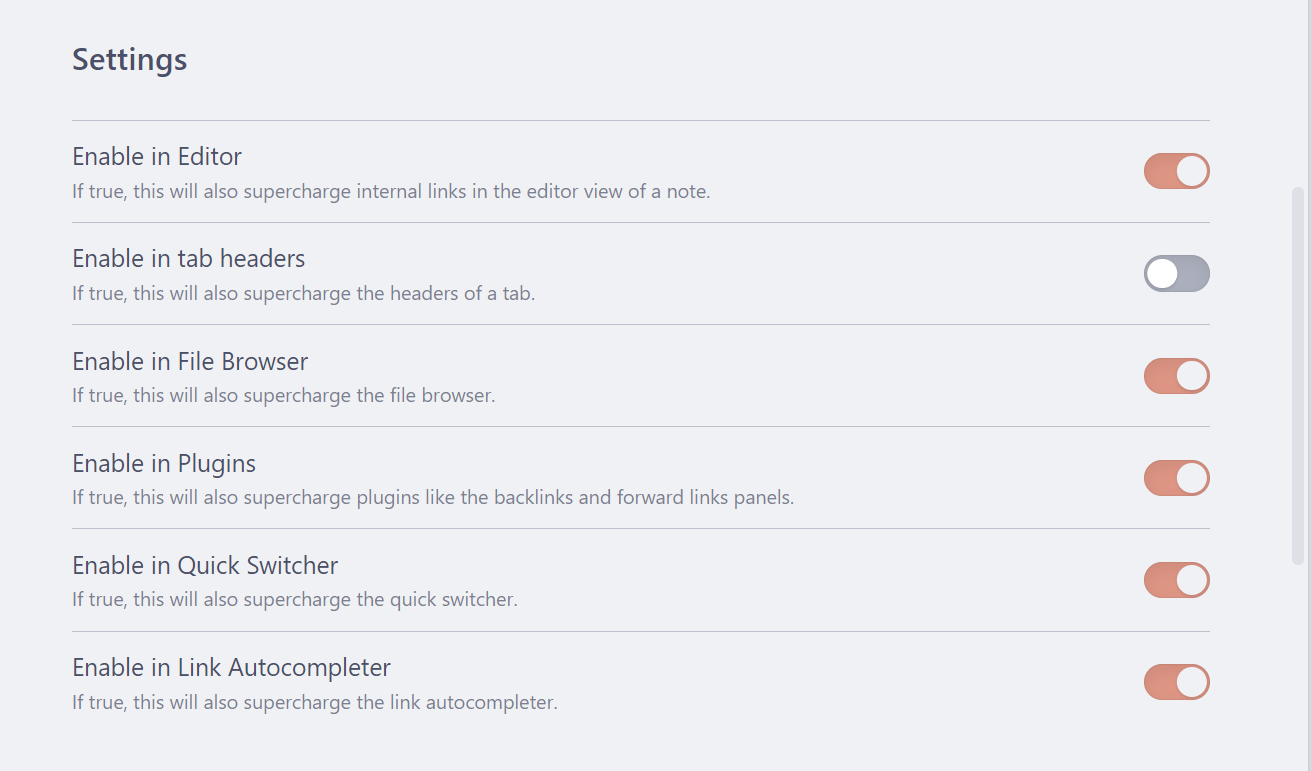 Settings
Enable in Editor
If true, this will also supercharge internal links in the editor view of a note.
Enable in tab headers
If true, this will also supercharge the headers of a tab.
Enable in File Browser
If true, this will also supercharge the file browser.
Enable in Plugins
If true, this will also supercharge plugins like the backlinks and forward links panels.
Enable in Quick Switcher
If true, this will also supercharge the quick switcher.
Enable in Link Autocompleter
If true, this will also supercharge the link autocompleter.